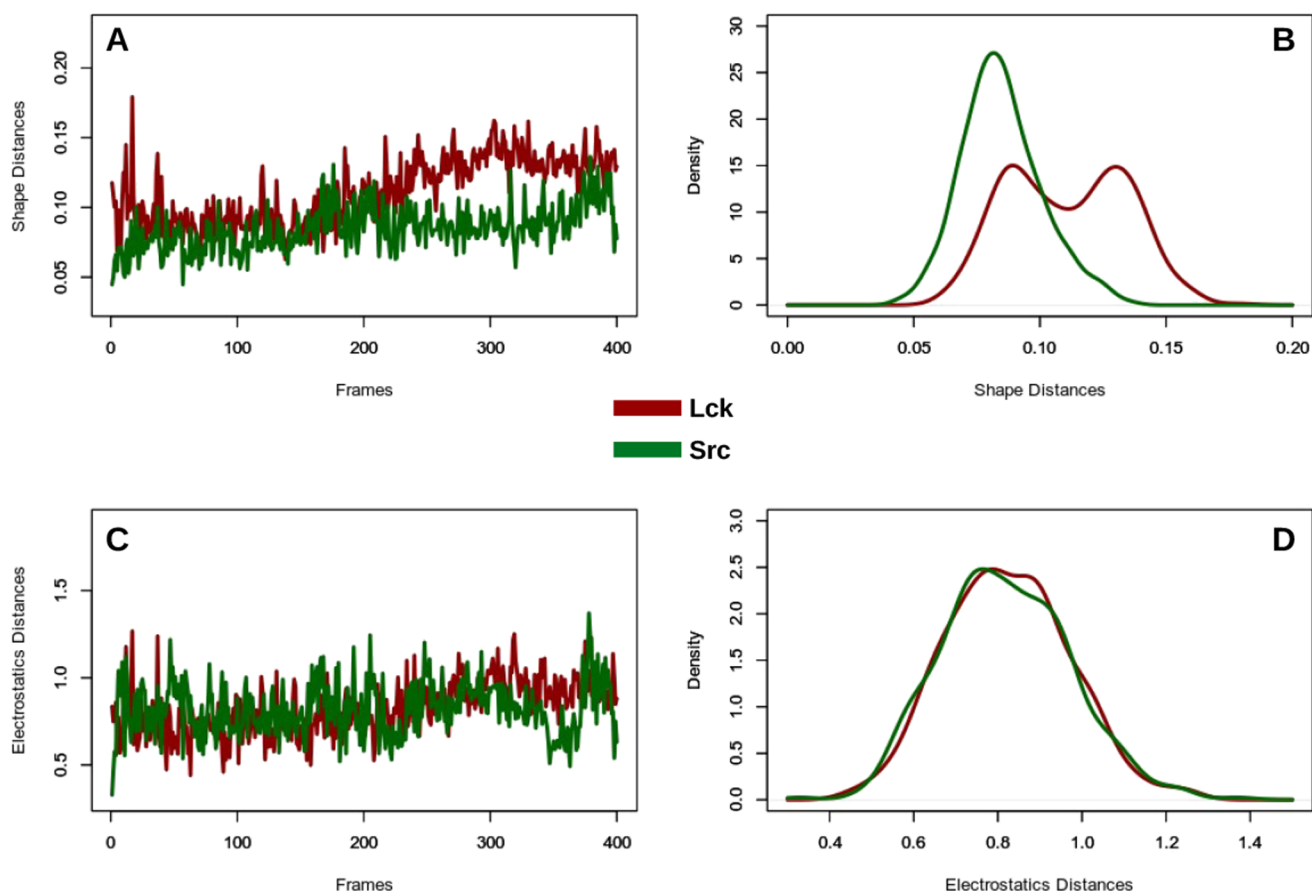 A
Shape Distances
0.20
0.15
0.10
0.05
0 100 200 300 400
Frames
B
Density
30
25
20
15
10
5
0
0.00 0.05 0.10 0.15 0.20
Shape Distances
Lck
Src
C
Electrostatics Distances
1.5
1.0
0.5
0 100 200 300 400
Frames
D
Density
3.0
2.5
2.0
1.5
1.0
0.5
0.0
0.4 0.6 0.8 1.0 1.2 1.4
Electrostatics Distances